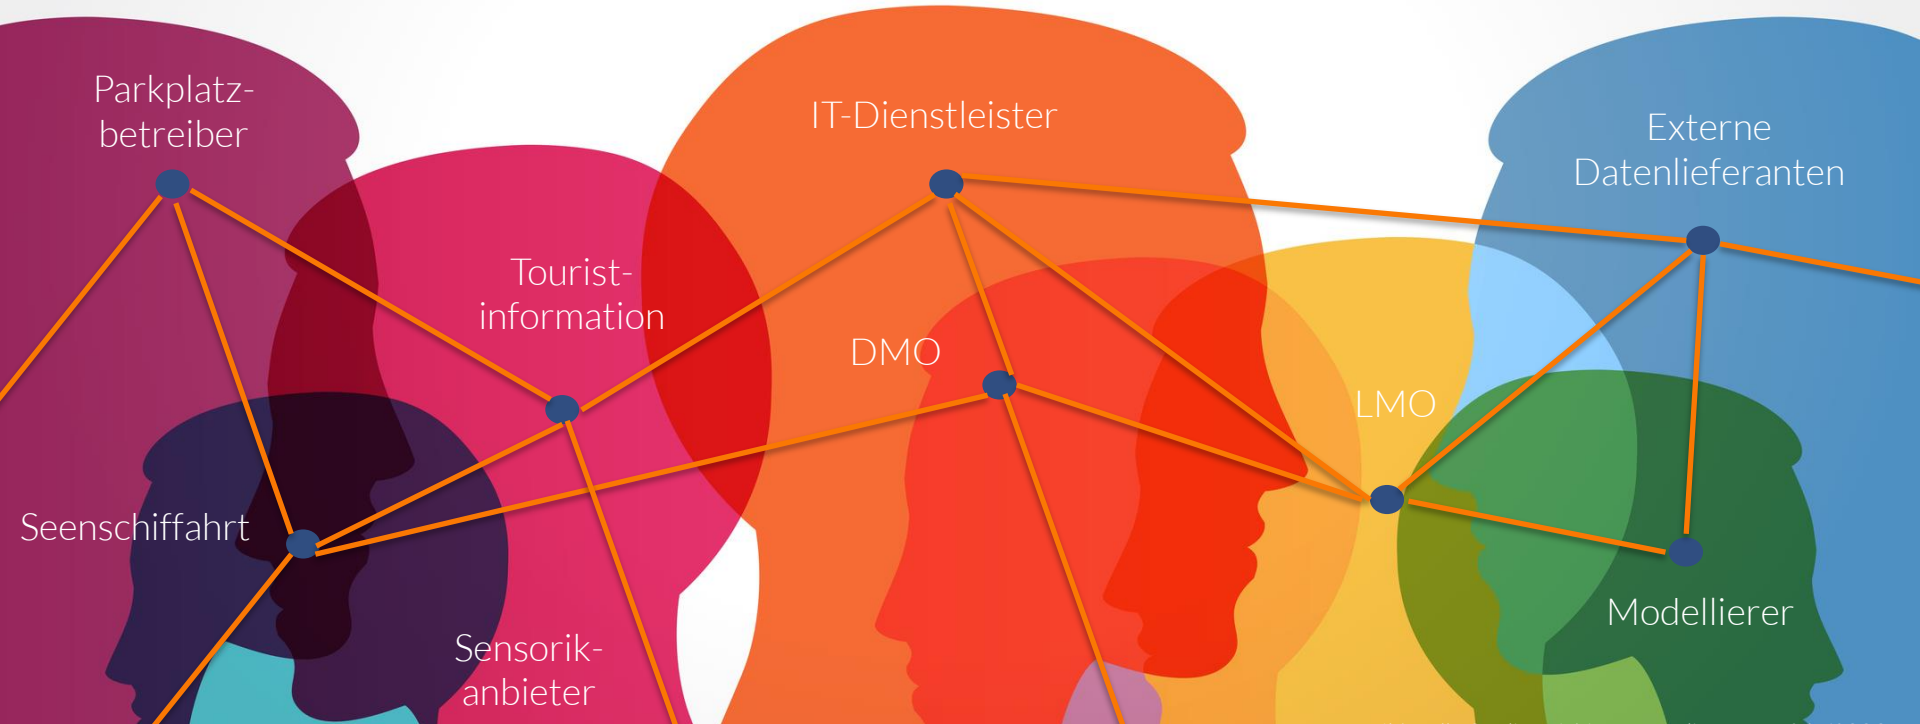 Parkplatz-
betreiber
IT-Dienstleister
Externe
Datenlieferanten
Tourist-
information
DMO
LMO
Seenschiffahrt
Modellierer
Sensorik-
anbieter